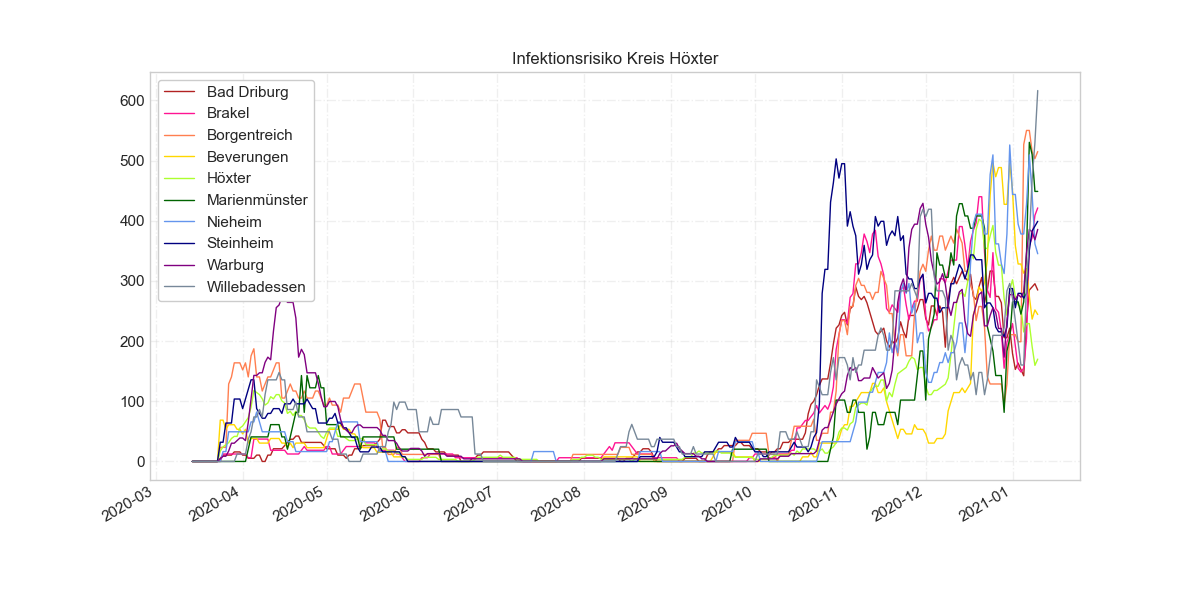 Infektionsrisiko Kreis Höxter
600
500
400
300
200
100
0
Bad Driburg
Brakel
Borgentreich
Beverungen
Höxter
Marienmünster
Nieheim
Steinheim
Warburg
Willebadessen
2020-03
2020-04
2020-05
2020-06
2020-07
2020-08
2020-09
2020-10
2020-11
2020-12
2021-01